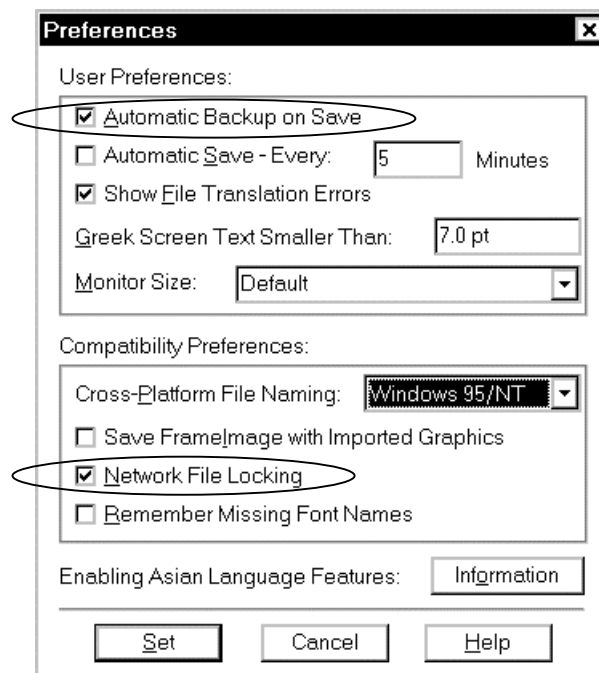 Preferences
User Preferences:
Automatic Backup on Save
Automatic Save - Every: 5 Minutes
Show File Translation Errors
Greek Screen Text Smaller Than: 7.0 pt
Monitor Size: Default
Compatibility Preferences:
Cross-Platform File Naming: Windows 95/NT
Save FrameImage with Imported Graphics
Network File Locking
Remember Missing Font Names
Enabling Asian Language Features: Information
Set Cancel Help